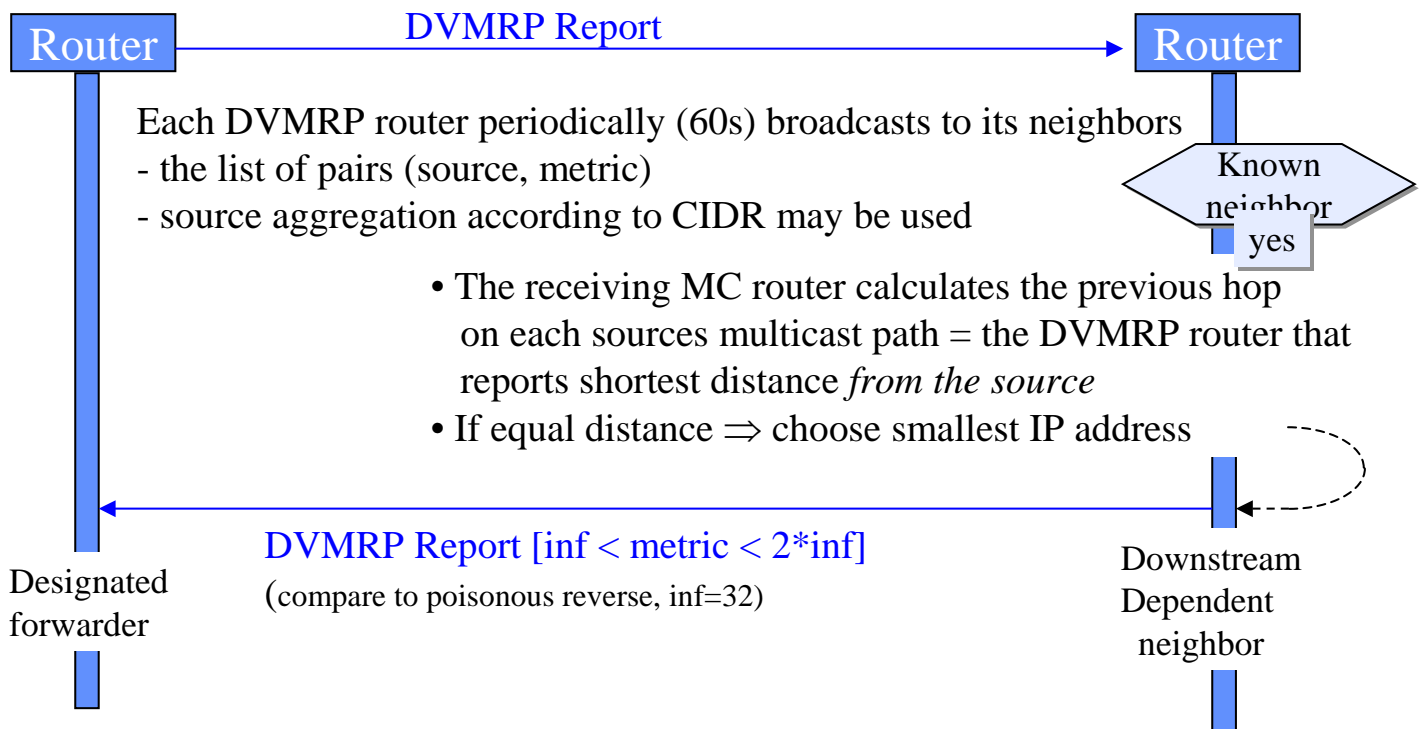 DVMRP Report
Router
Router
Each DVMRP router periodically (60s) broadcasts to its neighbors
- the list of pairs (source, metric)
- source aggregation according to CIDR may be used
Known
neighbor
yes
• The receiving MC router calculates the previous hop
on each sources multicast path = the DVMRP router that
reports shortest distance from the source
• If equal distance ⇒ choose smallest IP address
DVMRP Report [inf < metric < 2*inf]
(compare to poisonous reverse, inf=32)
Designated
forwarder
Downstream
Dependent
neighbor